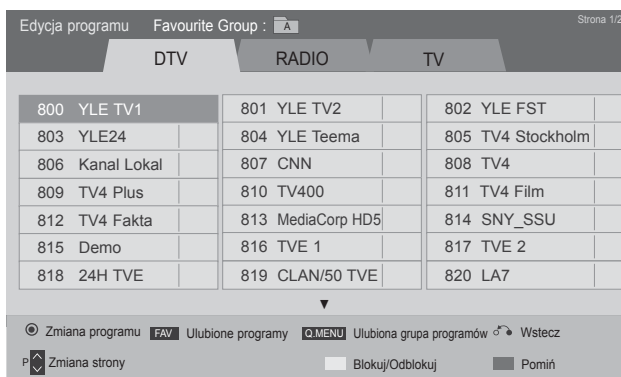 Edycja programu Favourite Group : A Strona 1/2
DTV RADIO TV
800 YLE TV1 801 YLE TV2 802 YLE FST
803 YLE24 804 YLE Teema 805 TV4 Stockholm
806 Kanal Lokal 807 CNN 808 TV4
809 TV4 Plus 810 TV400 811 TV4 Film
812 TV4 Fakta 813 MediaCorp HD5 814 SNY_SSU
815 Demo 816 TVE 1 817 TVE 2
818 24H TVE 819 CLAN/50 TVE 820 LA7
Zmiana programu FAV Ulubione programy Q.MENU Ulubiona grupa programów Wstecz
P Zmiana strony Blokuj/Odblokuj Pomiń